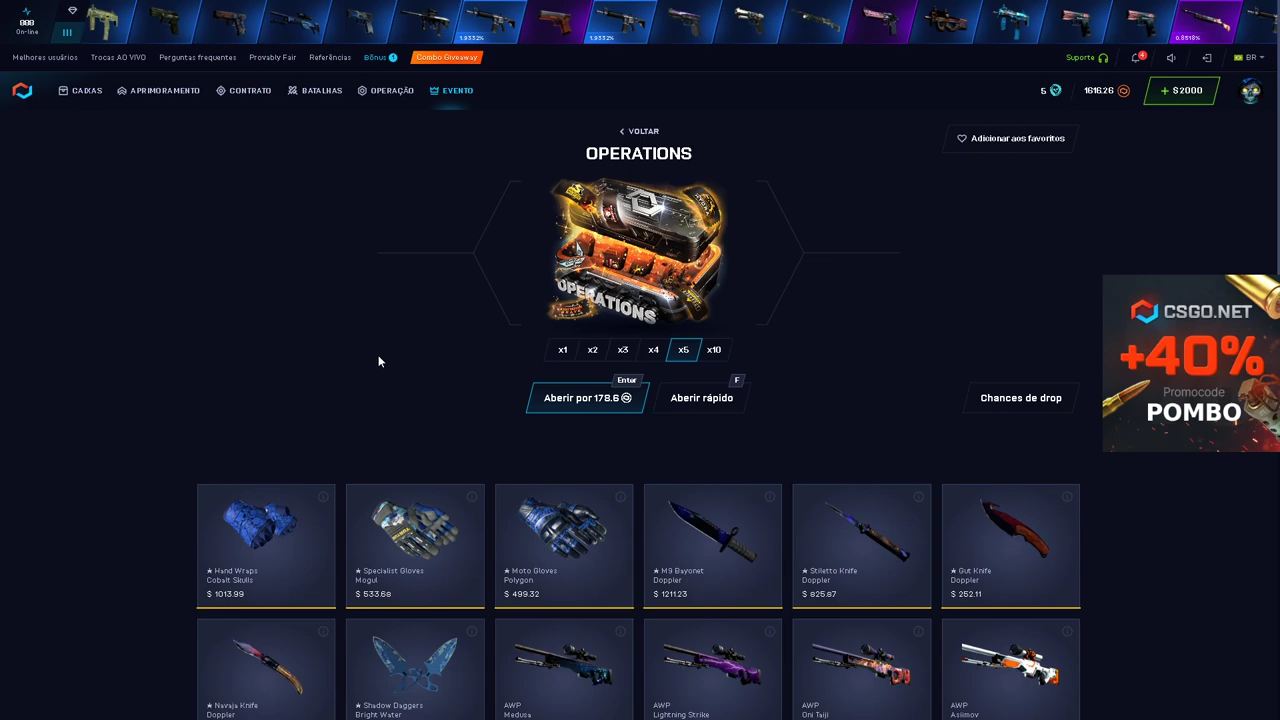 888
On-line
1.9332%
1.9332%
0.8518%
Melhores usuários
Trocas AO VIVO
Perguntas frequentes
Provably Fair
Referências
Bônus
Combo Giveaway
Suporte
4
BR
CAIXAS
APRIMORAMENTO
CONTRATO
BATALHAS
OPERAÇÃO
EVENTO
5
1616.26
+ $2000
VOLTAR
OPERATIONS
Adicionar aos favoritos
OPERATIONS
x1
x2
x3
x4
x5
x10
Enter
F
Aberir por 178.6
Aberir rápido
Chances de drop
CSGO.NET
+40%
Promocode
POMBO
★ Hand Wraps
Cobalt Skulls
$ 1013.99
★ Specialist Gloves
Mogul
$ 533.68
★ Moto Gloves
Polygon
$ 499.32
★ M9 Bayonet
Doppler
$ 1211.23
★ Stiletto Knife
Doppler
$ 825.87
★ Gut Knife
Doppler
$ 252.11
★ Navaja Knife
Doppler
★ Shadow Daggers
Bright Water
AWP
Medusa
AWP
Lightning Strike
AWP
Oni Taiji
AWP
Asiimov